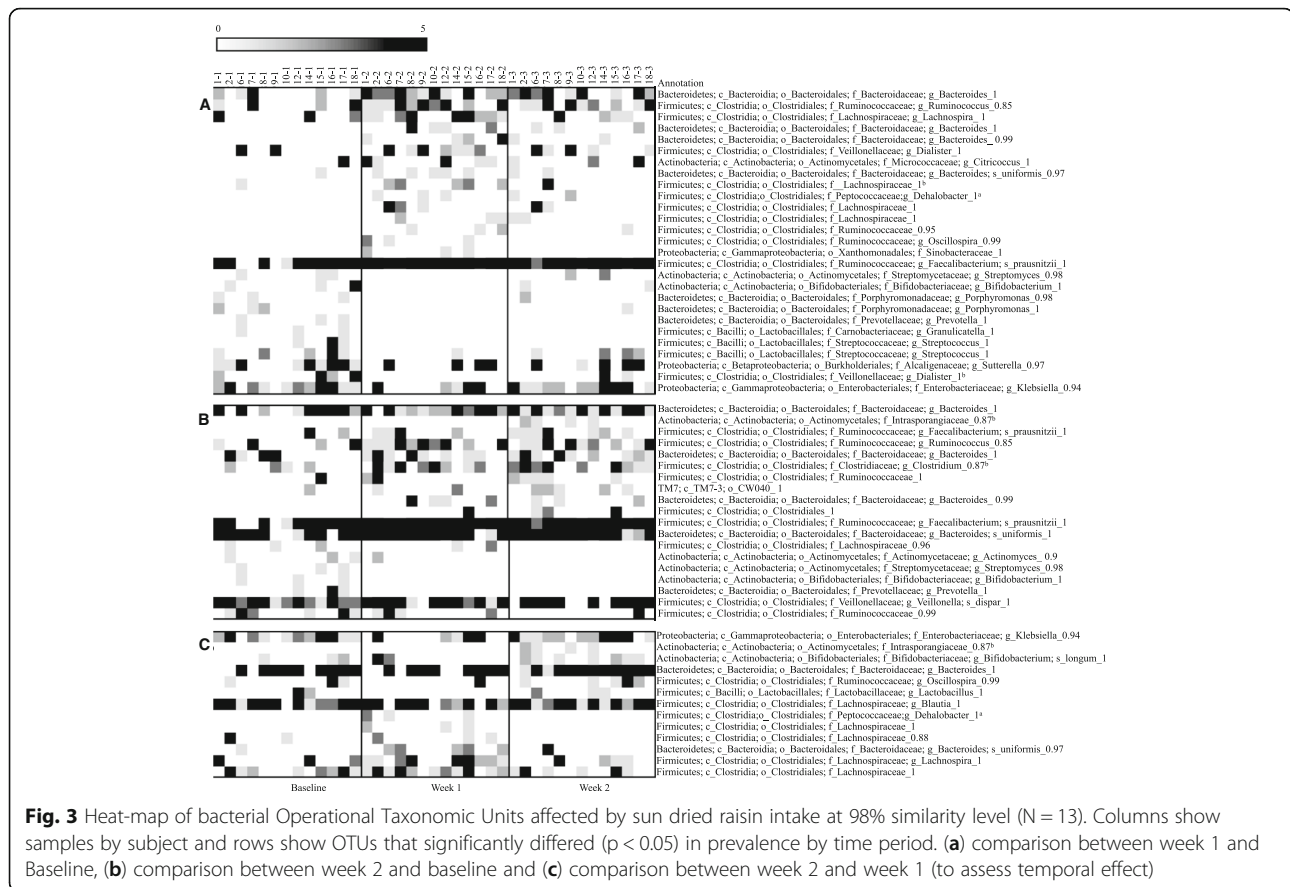 0 5
1-1 2-1 6-1 7-1 8-1 9-1 10-1 12-1 14-1 15-1 16-1 17-1 18-1 1-2 2-2 6-2 7-2 8-2 9-2 10-2 12-2 14-2 15-2 16-2 17-2 18-2 1-3 2-3 6-3 7-3 8-3 9-3 10-3 12-3 14-3 15-3 16-3 17-3 18-3
Annotation
A
Bacteroidetes; c_Bacteroidia; o_Bacteroidales; f_Bacteroidaceae; g_Bacteroides_1
Firmicutes; c_Clostridia; o_Clostridiales; f_Ruminococcaceae; g_Ruminococcus_0.85
Firmicutes; c_Clostridia; o_Clostridiales; f_Lachnospiraceae; g_Lachnospira_ 1
Bacteroidetes; c_Bacteroidia; o_Bacteroidales; f_Bacteroidaceae; g_Bacteroides_1
Bacteroidetes; c_Bacteroidia; o_Bacteroidales; f_Bacteroidaceae; g_Bacteroides_ 0.99
Firmicutes; c_Clostridia; o_Clostridiales; f_Veillonellaceae; g_Dialister_1
Actinobacteria; c_Actinobacteria; o_Actinomycetales; f_Micrococcaceae; g_Citricoccus_1
Bacteroidetes; c_Bacteroidia; o_Bacteroidales; f_Bacteroidaceae; g_Bacteroides; s_uniformis_0.97
Firmicutes; c_Clostridia; o_Clostridiales; f__Lachnospiraceae_1ᵇ
Firmicutes; c_Clostridia;o_Clostridiales; f_Peptococcaceae;g_Dehalobacter_1ᵃ
Firmicutes; c_Clostridia; o_Clostridiales; f_Lachnospiraceae_1
Firmicutes; c_Clostridia; o_Clostridiales; f_Lachnospiraceae_1
Firmicutes; c_Clostridia; o_Clostridiales; f_Ruminococcaceae_0.95
Firmicutes; c_Clostridia; o_Clostridiales; f_Ruminococcaceae; g_Oscillospira_0.99
Proteobacteria; c_Gammaproteobacteria; o_Xanthomonadales; f_Sinobacteraceae_1
Firmicutes; c_Clostridia; o_Clostridiales; f_Ruminococcaceae; g_Faecalibacterium; s_prausnitzii_1
Actinobacteria; c_Actinobacteria; o_Actinomycetales; f_Streptomycetaceae; g_Streptomyces_0.98
Actinobacteria; c_Actinobacteria; o_Bifidobacteriales; f_Bifidobacteriaceae; g_Bifidobacterium_1
Bacteroidetes; c_Bacteroidia; o_Bacteroidales; f_Porphyromonadaceae; g_Porphyromonas_0.98
Bacteroidetes; c_Bacteroidia; o_Bacteroidales; f_Porphyromonadaceae; g_Porphyromonas_1
Bacteroidetes; c_Bacteroidia; o_Bacteroidales; f_Prevotellaceae; g_Prevotella_1
Firmicutes; c_Bacilli; o_Lactobacillales; f_Carnobacteriaceae; g_Granulicatella_1
Firmicutes; c_Bacilli; o_Lactobacillales; f_Streptococcaceae; g_Streptococcus_1
Firmicutes; c_Bacilli; o_Lactobacillales; f_Streptococcaceae; g_Streptococcus_1
Proteobacteria; c_Betaproteobacteria; o_Burkholderiales; f_Alcaligenaceae; g_Sutterella_0.97
Firmicutes; c_Clostridia; o_Clostridiales; f_Veillonellaceae; g_Dialister_1ᵇ
Proteobacteria; c_Gammaproteobacteria; o_Enterobacteriales; f_Enterobacteriaceae; g_Klebsiella_0.94
B
Bacteroidetes; c_Bacteroidia; o_Bacteroidales; f_Bacteroidaceae; g_Bacteroides_1
Actinobacteria; c_Actinobacteria; o_Actinomycetales; f_Intrasporangiaceae_0.87ᵇ
Firmicutes; c_Clostridia; o_Clostridiales; f_Ruminococcaceae; g_Faecalibacterium; s_prausnitzii_1
Firmicutes; c_Clostridia; o_Clostridiales; f_Ruminococcaceae; g_Ruminococcus_0.85
Bacteroidetes; c_Bacteroidia; o_Bacteroidales; f_Bacteroidaceae; g_Bacteroides_1
Firmicutes; c_Clostridia; o_Clostridiales; f_Clostridiaceae; g_Clostridium_0.87ᵇ
Firmicutes; c_Clostridia; o_Clostridiales; f_Ruminococcaceae_1
TM7; c_TM7-3; o_CW040_ 1
Bacteroidetes; c_Bacteroidia; o_Bacteroidales; f_Bacteroidaceae; g_Bacteroides_ 0.99
Firmicutes; c_Clostridia; o_Clostridiales_1
Firmicutes; c_Clostridia; o_Clostridiales; f_Ruminococcaceae; g_Faecalibacterium; s_prausnitzii_1
Bacteroidetes; c_Bacteroidia; o_Bacteroidales; f_Bacteroidaceae; g_Bacteroides; s_uniformis_1
Firmicutes; c_Clostridia; o_Clostridiales; f_Lachnospiraceae_0.96
Actinobacteria; c_Actinobacteria; o_Actinomycetales; f_Actinomycetaceae; g_Actinomyces_ 0.9
Actinobacteria; c_Actinobacteria; o_Actinomycetales; f_Streptomycetaceae; g_Streptomyces_0.98
Actinobacteria; c_Actinobacteria; o_Bifidobacteriales; f_Bifidobacteriaceae; g_Bifidobacterium_1
Bacteroidetes; c_Bacteroidia; o_Bacteroidales; f_Prevotellaceae; g_Prevotella_1
Firmicutes; c_Clostridia; o_Clostridiales; f_Veillonellaceae; g_Veillonella; s_dispar_1
Firmicutes; c_Clostridia; o_Clostridiales; f_Ruminococcaceae_0.99
C
Proteobacteria; c_Gammaproteobacteria; o_Enterobacteriales; f_Enterobacteriaceae; g_Klebsiella_0.94
Actinobacteria; c_Actinobacteria; o_Actinomycetales; f_Intrasporangiaceae_0.87ᵇ
Actinobacteria; c_Actinobacteria; o_Bifidobacteriales; f_Bifidobacteriaceae; g_Bifidobacterium; s_longum_1
Bacteroidetes; c_Bacteroidia; o_Bacteroidales; f_Bacteroidaceae; g_Bacteroides_1
Firmicutes; c_Clostridia; o_Clostridiales; f_Ruminococcaceae; g_Oscillospira_0.99
Firmicutes; c_Bacilli; o_Lactobacillales; f_Lactobacillaceae; g_Lactobacillus_1
Firmicutes; c_Clostridia; o_Clostridiales; f_Lachnospiraceae; g_Blautia_1
Firmicutes; c_Clostridia;o_ Clostridiales; f_Peptococcaceae;g_Dehalobacter_1ᵃ
Firmicutes; c_Clostridia; o_Clostridiales; f_Lachnospiraceae_1
Firmicutes; c_Clostridia; o_Clostridiales; f_Lachnospiraceae_0.88
Bacteroidetes; c_Bacteroidia; o_Bacteroidales; f_Bacteroidaceae; g_Bacteroides; s_uniformis_0.97
Firmicutes; c_Clostridia; o_Clostridiales; f_Lachnospiraceae; g_Lachnospira_1
Firmicutes; c_Clostridia; o_Clostridiales; f_Lachnospiraceae_1
Baseline Week 1 Week 2
Fig. 3 Heat-map of bacterial Operational Taxonomic Units affected by sun dried raisin intake at 98% similarity level (N = 13). Columns show
samples by subject and rows show OTUs that significantly differed (p < 0.05) in prevalence by time period. (a) comparison between week 1 and
Baseline, (b) comparison between week 2 and baseline and (c) comparison between week 2 and week 1 (to assess temporal effect)